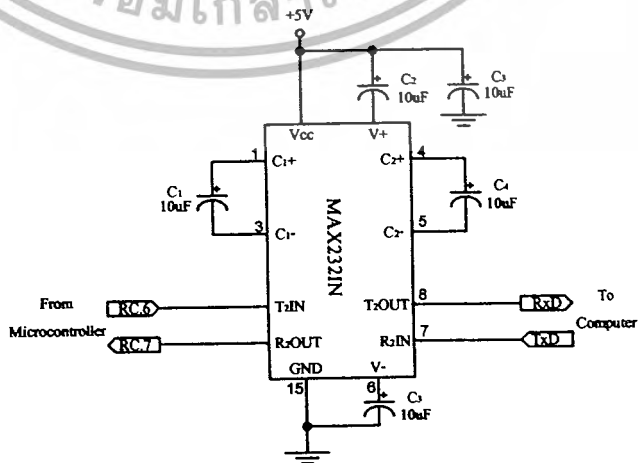 +5V
C₂
10uF
C₃
10uF
Vcc
V+
1
C₁+
C₂+
4
C₁
10uF
C₄
10uF
3
C₁-
C₂-
5
MAX232IN
From
Microcontroller
RC.6
T₂IN
T₂OUT
8
RxD
To
Computer
RC.7
R₂OUT
R₂IN
7
TxD
GND
V-
15
6
C₃
10uF